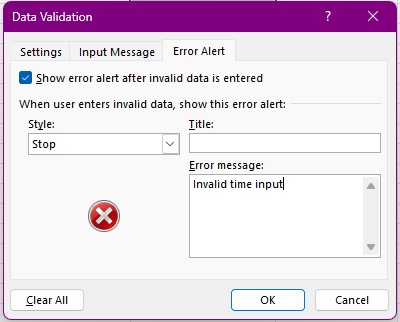 Data Validation
Settings
Input Message
Error Alert
Show error alert after invalid data is entered
When user enters invalid data, show this error alert:
Style:
Title:
Stop
Error message:
Invalid time input
Clear All
OK
Cancel